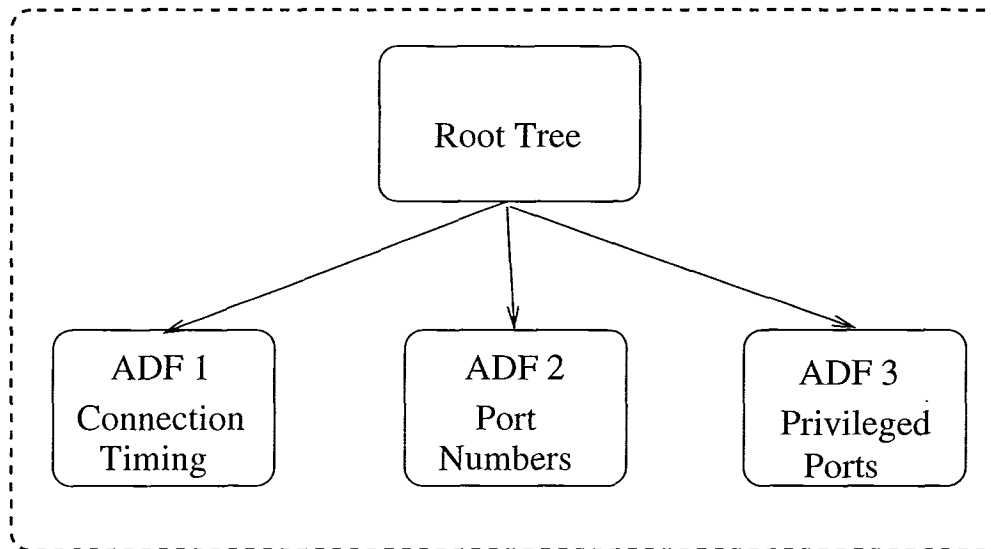 Root Tree
ADF 1
Connection
Timing
ADF 2
Port
Numbers
ADF 3
Privileged
Ports